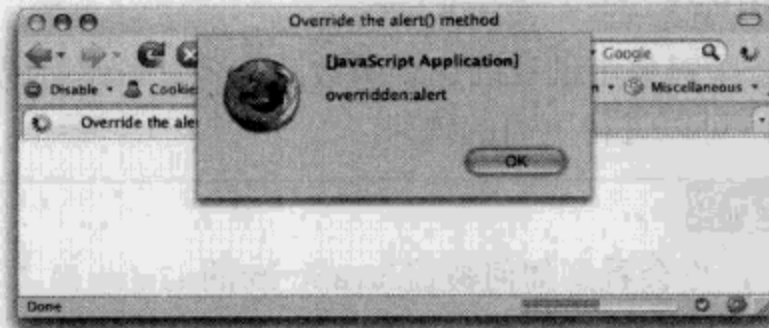 Override the alert() method
Google
[JavaScript Application]
Disable
Cookie
overridden:alert
n
Miscellaneous
Override the ale
OK
Done